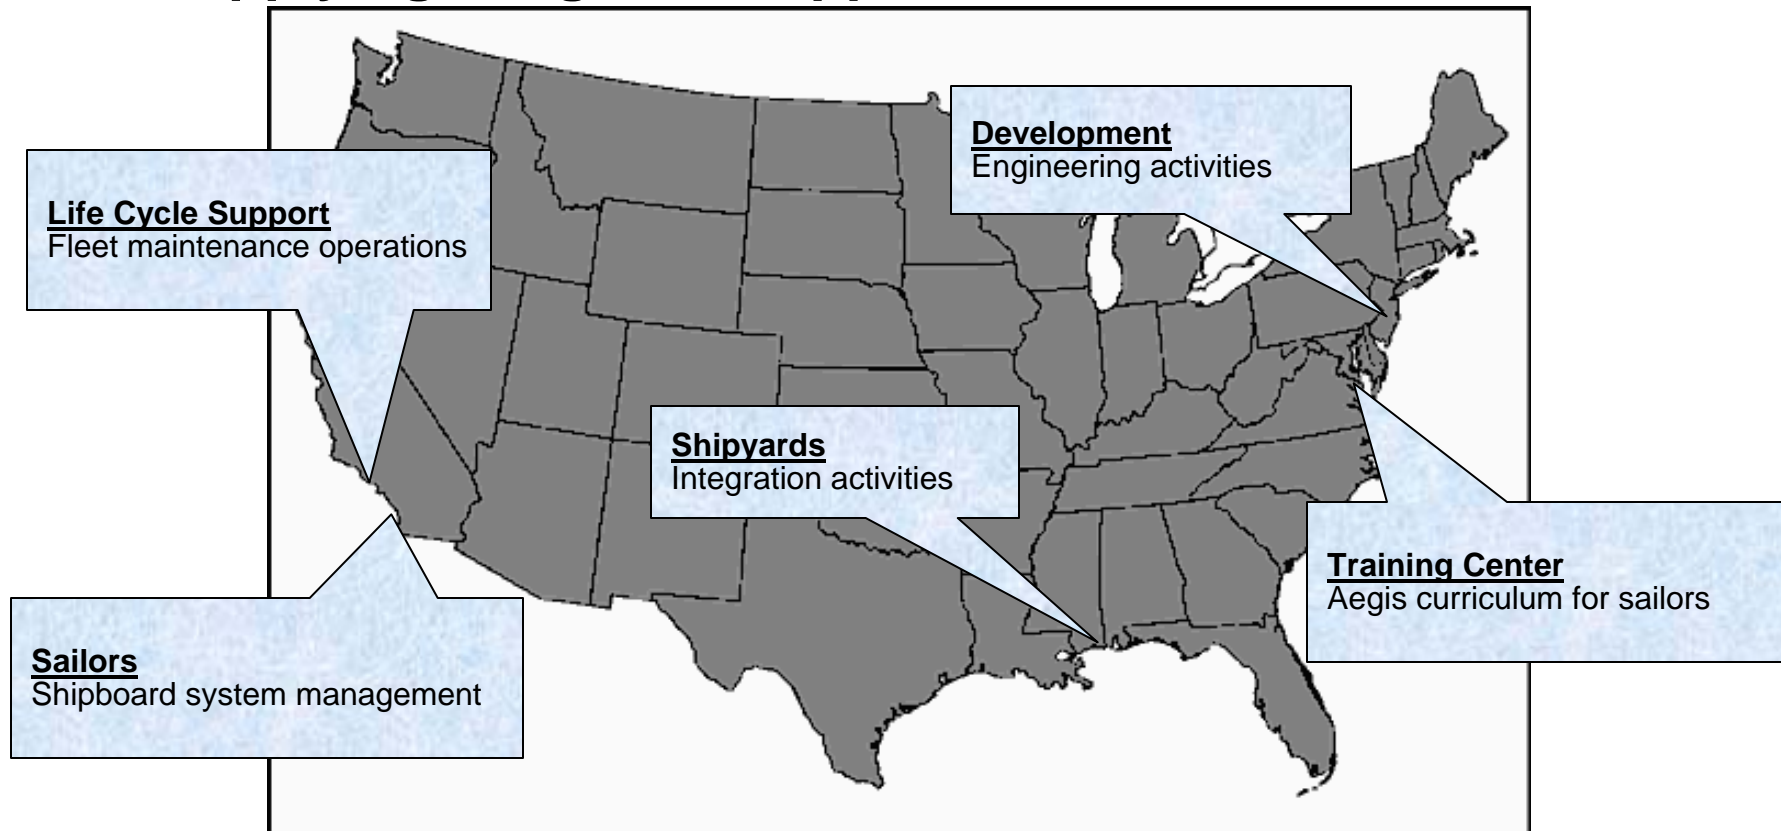 Development
Engineering activities
Life Cycle Support
Fleet maintenance operations
Shipyards
Integration activities
Training Center
Aegis curriculum for sailors
Sailors
Shipboard system management